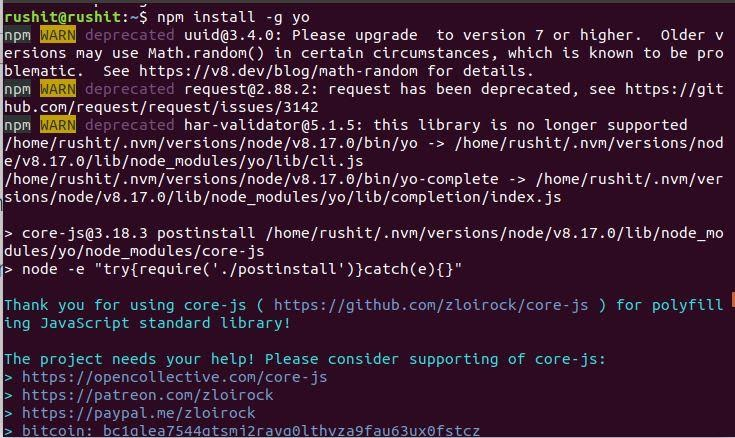 rushit@rushit:~$ npm install -g yo
npm WARN deprecated uuid@3.4.0: Please upgrade  to version 7 or higher.  Older v
ersions may use Math.random() in certain circumstances, which is known to be pro
blematic.  See https://v8.dev/blog/math-random for details.
npm WARN deprecated request@2.88.2: request has been deprecated, see https://git
hub.com/request/request/issues/3142
npm WARN deprecated har-validator@5.1.5: this library is no longer supported
/home/rushit/.nvm/versions/node/v8.17.0/bin/yo -> /home/rushit/.nvm/versions/nod
e/v8.17.0/lib/node_modules/yo/lib/cli.js
/home/rushit/.nvm/versions/node/v8.17.0/bin/yo-complete -> /home/rushit/.nvm/ver
sions/node/v8.17.0/lib/node_modules/yo/lib/completion/index.js
> core-js@3.18.3 postinstall /home/rushit/.nvm/versions/node/v8.17.0/lib/node_mo
dules/yo/node_modules/core-js
> node -e "try{require('./postinstall')}catch(e){}"
Thank you for using core-js ( https://github.com/zloirock/core-js ) for polyfill
ing JavaScript standard library!
The project needs your help! Please consider supporting of core-js:
> https://opencollective.com/core-js
> https://patreon.com/zloirock
> https://paypal.me/zloirock
> bitcoin: